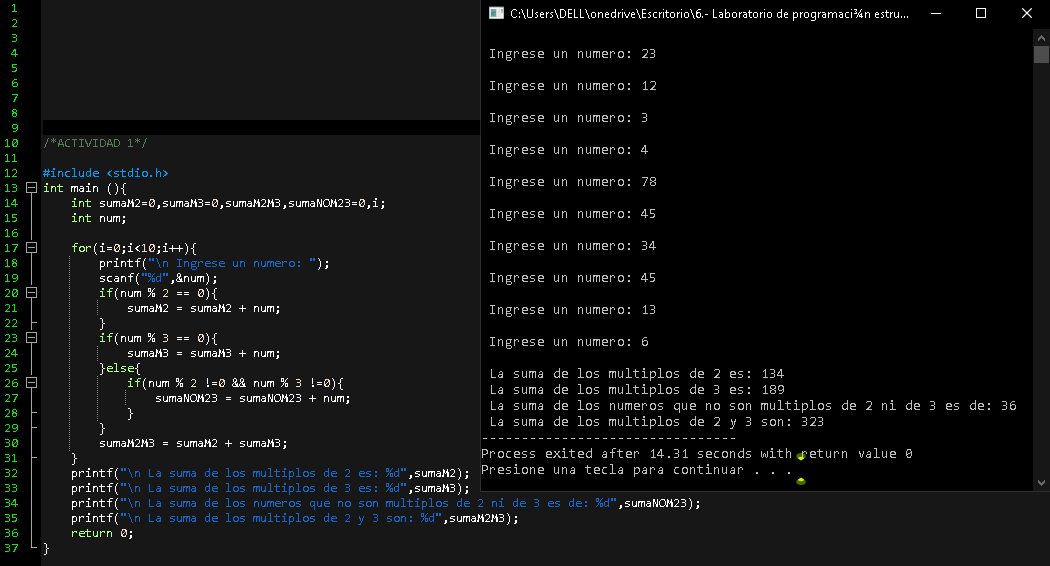 1
2
3
4
5
6
7
8
9
10 /*ACTIVIDAD 1*/
11
12 #include <stdio.h>
13 int main (){
14 int sumaM2=0,sumaM3=0,sumaM2M3,sumaNOM23=0,i;
15 int num;
16
17 for(i=0;i<10;i++){
18 printf("\n Ingrese un numero: ");
19 scanf("%d",&num);
20 if(num % 2 == 0){
21 sumaM2 = sumaM2 + num;
22 }
23 if(num % 3 == 0){
24 sumaM3 = sumaM3 + num;
25 }else{
26 if(num % 2 !=0 && num % 3 !=0){
27 sumaNOM23 = sumaNOM23 + num;
28 }
29 }
30 sumaM2M3 = sumaM2 + sumaM3;
31 }
32 printf("\n La suma de los multiplos de 2 es: %d",sumaM2);
33 printf("\n La suma de los multiplos de 3 es: %d",sumaM3);
34 printf("\n La suma de los numeros que no son multiplos de 2 ni de 3 es de: %d",sumaNOM23);
35 printf("\n La suma de los multiplos de 2 y 3 son: %d",sumaM2M3);
36 return 0;
37 }
C:\Users\DELL\onedrive\Escritorio\6.- Laboratorio de programaci¾n estru...
Ingrese un numero: 23
Ingrese un numero: 12
Ingrese un numero: 3
Ingrese un numero: 4
Ingrese un numero: 78
Ingrese un numero: 45
Ingrese un numero: 34
Ingrese un numero: 45
Ingrese un numero: 13
Ingrese un numero: 6
La suma de los multiplos de 2 es: 134
La suma de los multiplos de 3 es: 189
La suma de los numeros que no son multiplos de 2 ni de 3 es de: 36
La suma de los multiplos de 2 y 3 son: 323
--------------------------------
Process exited after 14.31 seconds with return value 0
Presione una tecla para continuar . . .